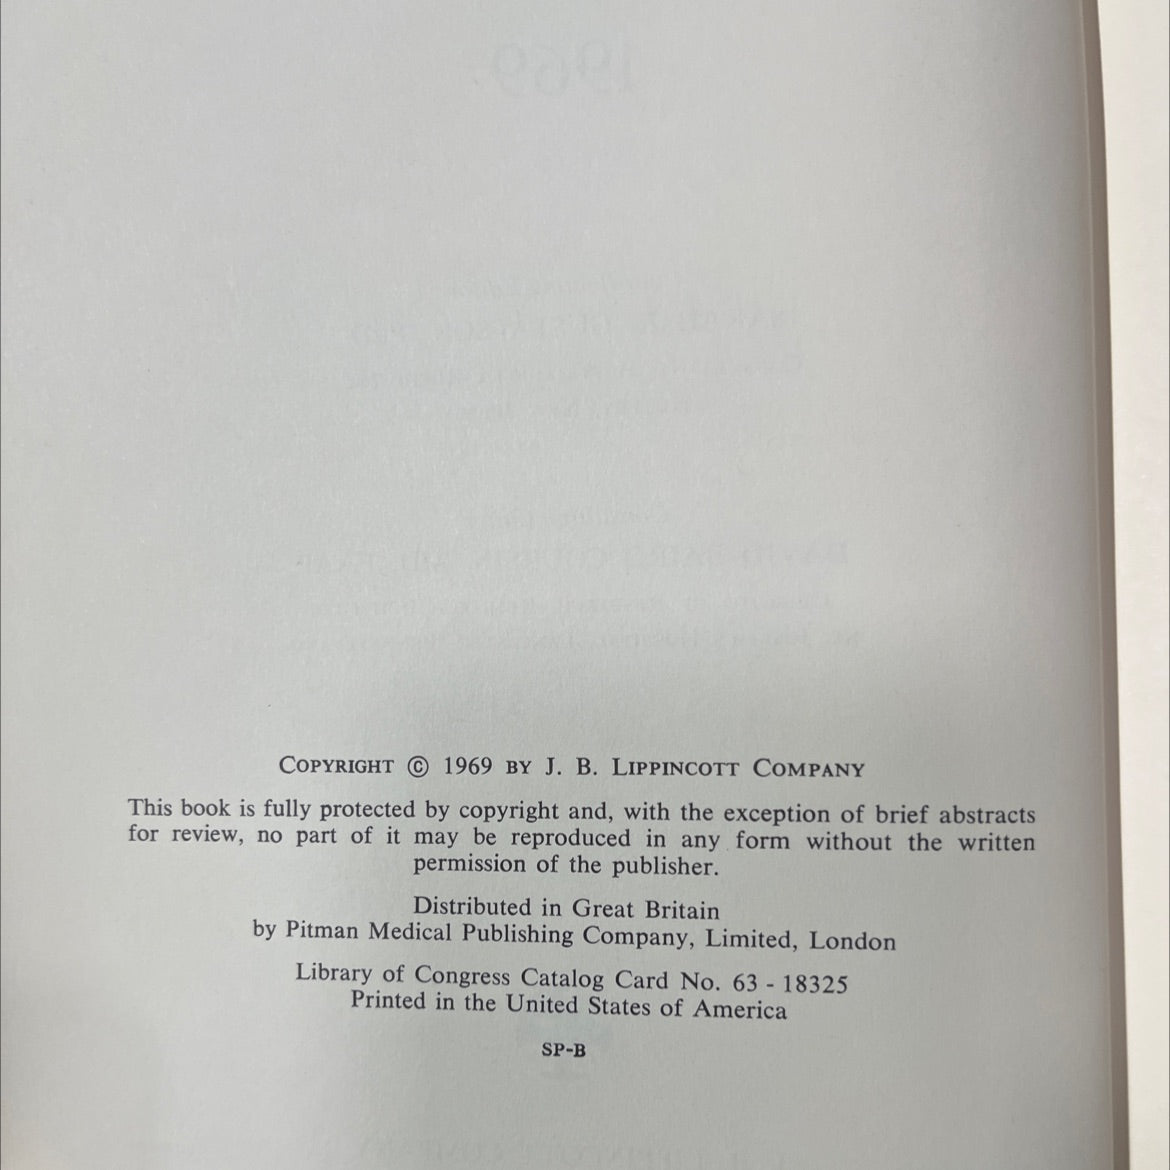 COPYRIGHT © 1969 BY J. B. LIPPINCOTT COMPANY
This book is fully protected by copyright and, with the exception of brief abstracts
for review, no part of it may be reproduced in any form without the written
permission of the publisher.
Distributed in Great Britain
by Pitman Medical Publishing Company, Limited, London
Library of Congress Catalog Card No. 63 - 18325
Printed in the United States of America
SP-B